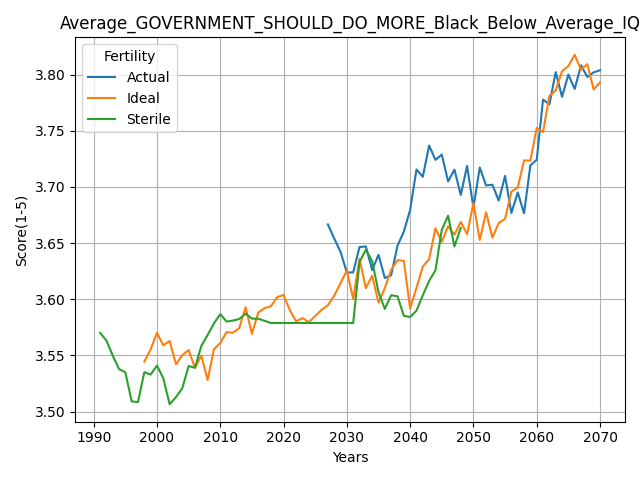 Average_GOVERNMENT_SHOULD_DO_MORE_Black_Below_Average_IQ
Fertility
Actual
Ideal
Sterile
Score(1-5)
3.80
3.75
3.70
3.65
3.60
3.55
3.50
1990 2000 2010 2020 2030 2040 2050 2060 2070
Years